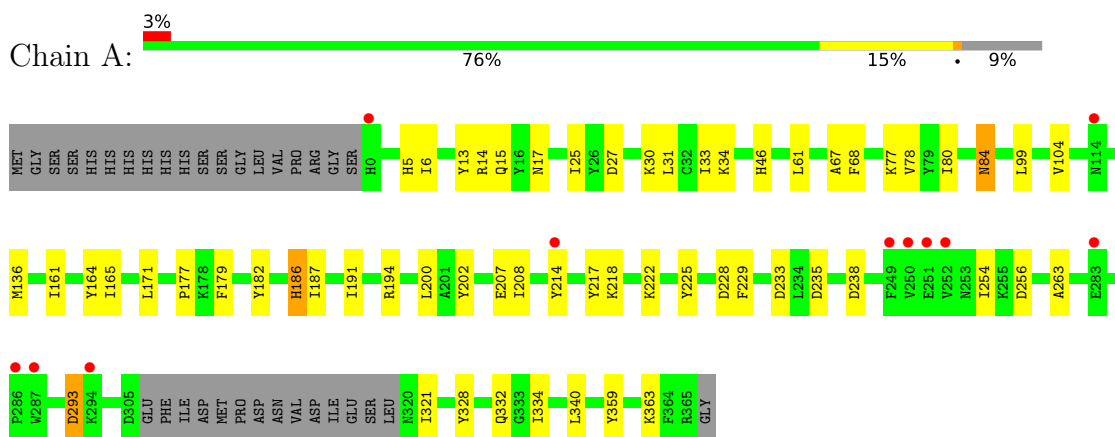 3%
Chain A:
76% 15% • 9%
MET GLY SER SER HIS HIS HIS HIS HIS HIS SER SER GLY LEU VAL PRO ARG GLY SER H0 H5 I6 Y13 R14 Q15 Y16 N17 I25 Y26 D27 K30 L31 C32 I33 K34 H46 L61 A67 F68 K77 V78 Y79 I80 N84 L99 V104 N114
M136 I161 Y164 I165 L171 P177 K178 F179 Y182 H186 I187 I191 R194 L200 A201 Y202 E207 I208 Y214 Y217 K218 K222 Y225 D228 F229 D233 L234 D235 D238 F249 V250 E251 V252 N253 I254 K255 D256 A263 E283
P286 W287 D293 K294 D305 GLU PHE ILE ASP MET PRO ASP ASN VAL ASP ILE GLU SER LEU N320 I321 Y328 Q332 G333 I334 L340 Y359 K363 F364 R365 GLY